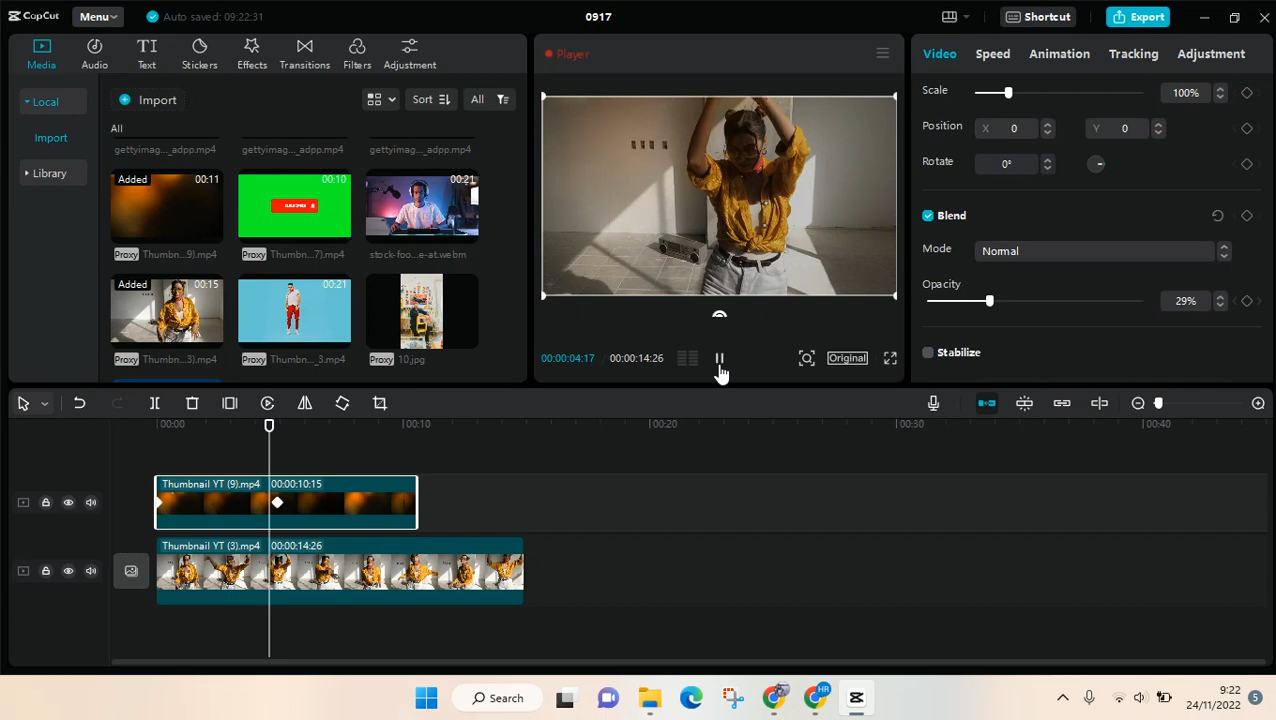 CapCut Menu Auto saved: 09:22:31 0917 Shortcut Export
Media Audio Text Stickers Effects Transitions Filters Adjustment
Local
Import
Library
Import Sort All
All
gettyimag..._adpp.mp4 gettyimag..._adpp.mp4 gettyimag..._adpp.mp4
Added 00:11 00:10 00:21
Proxy Thumbn...9).mp4 Proxy Thumbn...7).mp4 stock-foo...e-at.webm
Added 00:15 00:21
Proxy Thumbn...3).mp4 Proxy Thumbn..._3.mp4 Proxy 10.jpg
Player
00:00:04:17 / 00:00:14:26 Original
Video Speed Animation Tracking Adjustment
Scale 100%
Position X 0 Y 0
Rotate 0°
Blend
Mode Normal
Opacity 29%
Stabilize
00:00 00:10 00:20 00:30 00:40
Thumbnail YT (9).mp4 00:00:10:15
Thumbnail YT (3).mp4 00:00:14:26
Search HR 9:22
24/11/2022 5